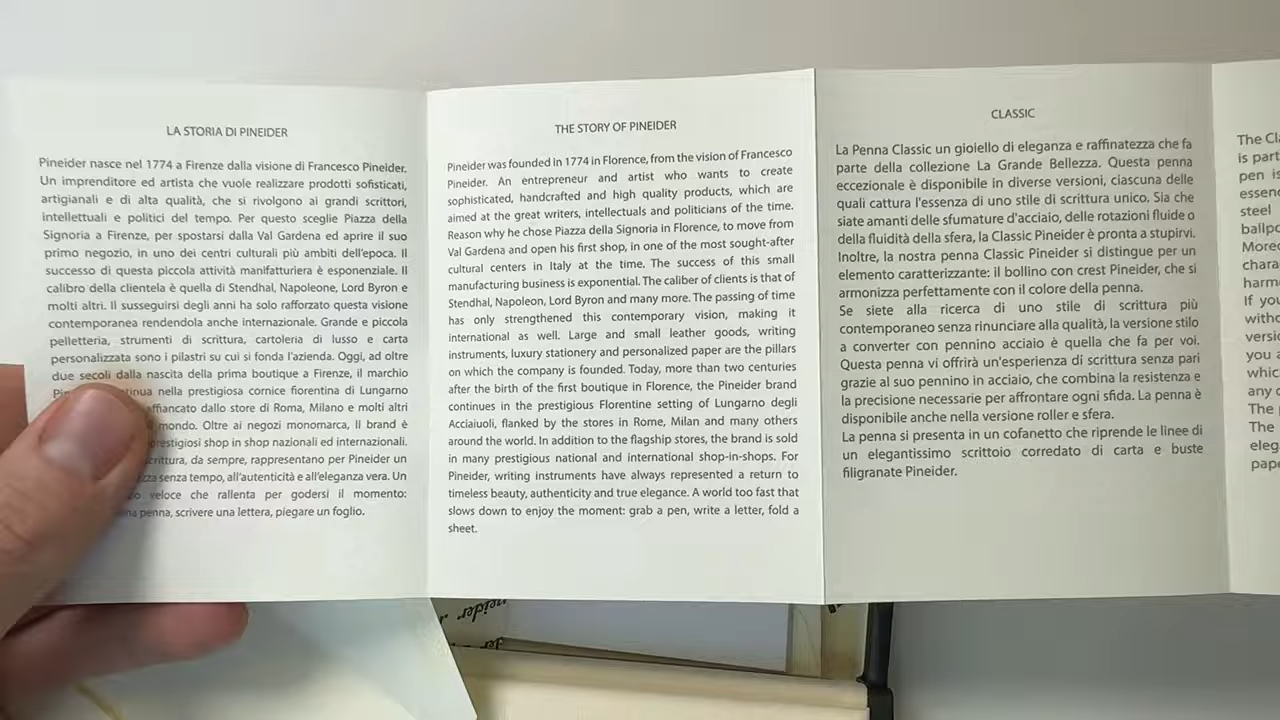 LA STORIA DI PINEIDER
Pineider nasce nel 1774 a Firenze dalla visione di Francesco Pineider.
Un imprenditore ed artista che vuole realizzare prodotti sofisticati,
artigianali e di alta qualità, che si rivolgono ai grandi scrittori,
intellettuali e politici del tempo. Per questo sceglie Piazza della
Signoria a Firenze, per spostarsi dalla Val Gardena ed aprire il suo
primo negozio, in uno dei centri culturali più ambiti dell'epoca. Il
successo di questa piccola attività manifatturiera è esponenziale. Il
calibro della clientela è quella di Stendhal, Napoleone, Lord Byron e
molti altri. Il susseguirsi degli anni ha solo rafforzato questa visione
contemporanea rendendola anche internazionale. Grande e piccola
pelletteria, strumenti di scrittura, cartoleria di lusso e carta
personalizzata sono i pilastri su cui si fonda l'azienda. Oggi, ad oltre
due secoli dalla nascita della prima boutique a Firenze, il marchio
nella prestigiosa cornice fiorentina di Lungarno
affiancato dallo store di Roma, Milano e molti altri
mondo. Oltre ai negozi monomarca, Il brand è
prestigiosi shop in shop nazionali ed internazionali.
da sempre, rappresentano per Pineider un
senza tempo, all'autenticità e all'eleganza vera. Un
veloce che rallenta per godersi il momento:
penna, scrivere una lettera, piegare un foglio.
THE STORY OF PINEIDER
Pineider was founded in 1774 in Florence, from the vision of Francesco
Pineider. An entrepreneur and artist who wants to create
sophisticated, handcrafted and high quality products, which are
aimed at the great writers, intellectuals and politicians of the time.
Reason why he chose Piazza della Signoria in Florence, to move from
Val Gardena and open his first shop, in one of the most sought-after
cultural centers in Italy at the time. The success of this small
manufacturing business is exponential. The caliber of clients is that of
Stendhal, Napoleon, Lord Byron and many more. The passing of time
has only strengthened this contemporary vision, making it
international as well. Large and small leather goods, writing
instruments, luxury stationery and personalized paper are the pillars
on which the company is founded. Today, more than two centuries
after the birth of the first boutique in Florence, the Pineider brand
continues in the prestigious Florentine setting of Lungarno degli
Acciaiuoli, flanked by the stores in Rome, Milan and many others
around the world. In addition to the flagship stores, the brand is sold
in many prestigious national and international shop-in-shops. For
Pineider, writing instruments have always represented a return to
timeless beauty, authenticity and true elegance. A world too fast that
slows down to enjoy the moment: grab a pen, write a letter, fold a
sheet.
CLASSIC
La Penna Classic un gioiello di eleganza e raffinatezza che fa
parte della collezione La Grande Bellezza. Questa penna
eccezionale è disponibile in diverse versioni, ciascuna delle
quali cattura l'essenza di uno stile di scrittura unico. Sia che
siate amanti delle sfumature d'acciaio, delle rotazioni fluide o
della fluidità della sfera, la Classic Pineider è pronta a stupirvi.
Inoltre, la nostra penna Classic Pineider si distingue per un
elemento caratterizzante: il bollino con crest Pineider, che si
armonizza perfettamente con il colore della penna.
Se siete alla ricerca di uno stile di scrittura più
contemporaneo senza rinunciare alla qualità, la versione stilo
a converter con pennino acciaio è quella che fa per voi.
Questa penna vi offrirà un'esperienza di scrittura senza pari
grazie al suo pennino in acciaio, che combina la resistenza e
la precisione necessarie per affrontare ogni sfida. La penna è
disponibile anche nella versione roller e sfera.
La penna si presenta in un cofanetto che riprende le linee di
un elegantissimo scrittoio corredato di carta e buste
filigranate Pineider.
The
is
pen is
steel
If you
you
any
The
The